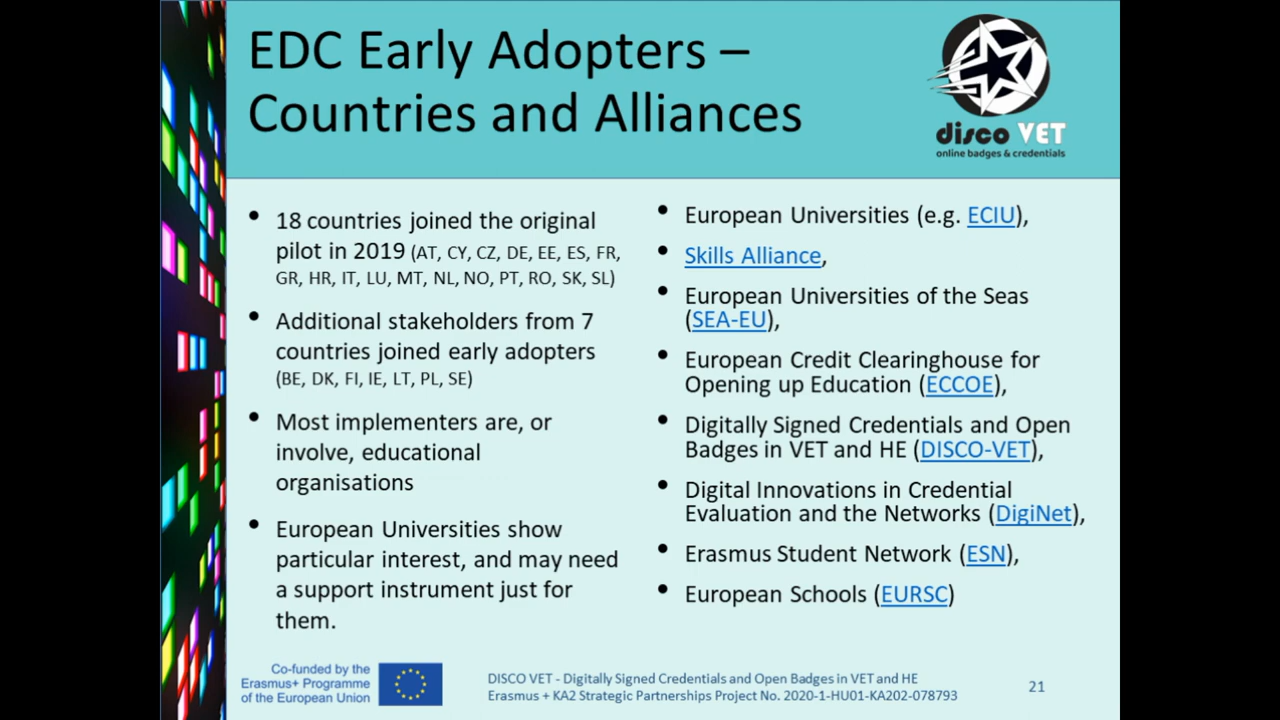 EDC Early Adopters –
Countries and Alliances
disco VET
online badges & credentials
• 18 countries joined the original
pilot in 2019 (AT, CY, CZ, DE, EE, ES, FR,
GR, HR, IT, LU, MT, NL, NO, PT, RO, SK, SL)
• Additional stakeholders from 7
countries joined early adopters
(BE, DK, FI, IE, LT, PL, SE)
• Most implementers are, or
involve, educational
organisations
• European Universities show
particular interest, and may need
a support instrument just for
them.
• European Universities (e.g. ECIU),
• Skills Alliance,
• European Universities of the Seas
(SEA-EU),
• European Credit Clearinghouse for
Opening up Education (ECCOE),
• Digitally Signed Credentials and Open
Badges in VET and HE (DISCO-VET),
• Digital Innovations in Credential
Evaluation and the Networks (DigiNet),
• Erasmus Student Network (ESN),
• European Schools (EURSC)
Co-funded by the
Erasmus+ Programme
of the European Union
DISCO VET - Digitally Signed Credentials and Open Badges in VET and HE
Erasmus + KA2 Strategic Partnerships Project No. 2020-1-HU01-KA202-078793
21